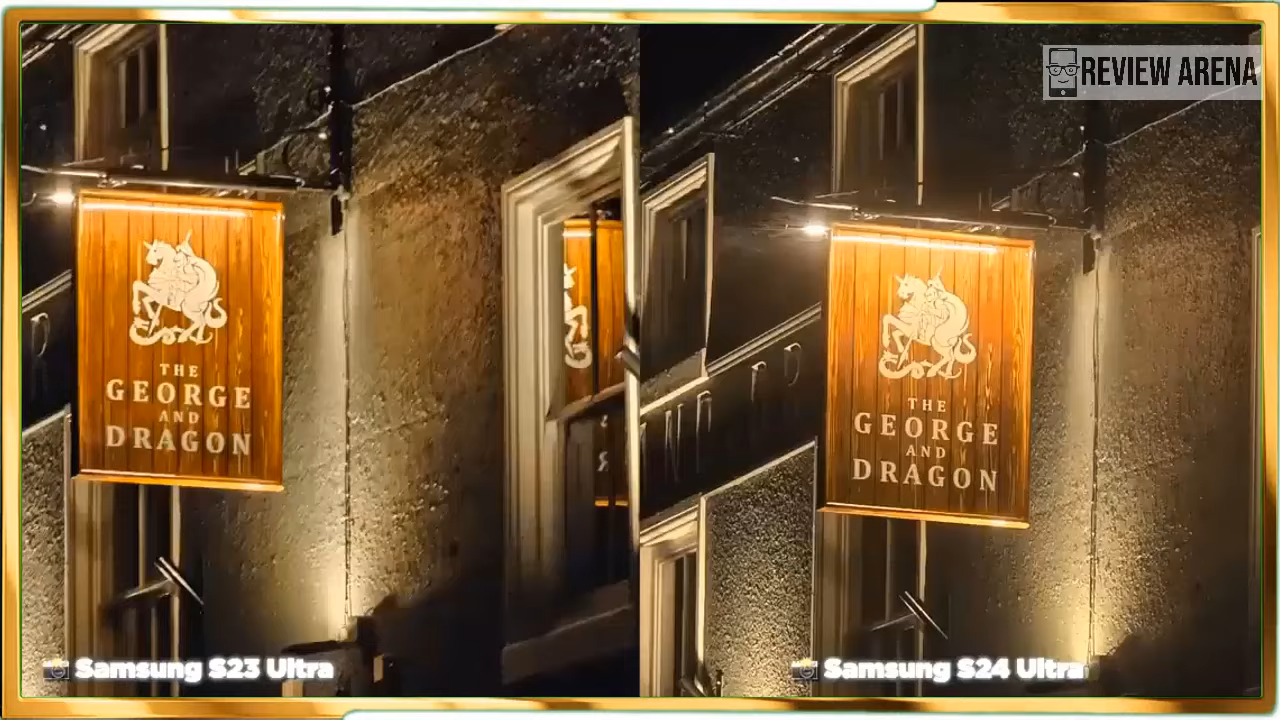 REVIEW ARENA
THE
GEORGE
AND
DRAGON
THE
GEORGE
AND
DRAGON
Samsung S23 Ultra
Samsung S24 Ultra